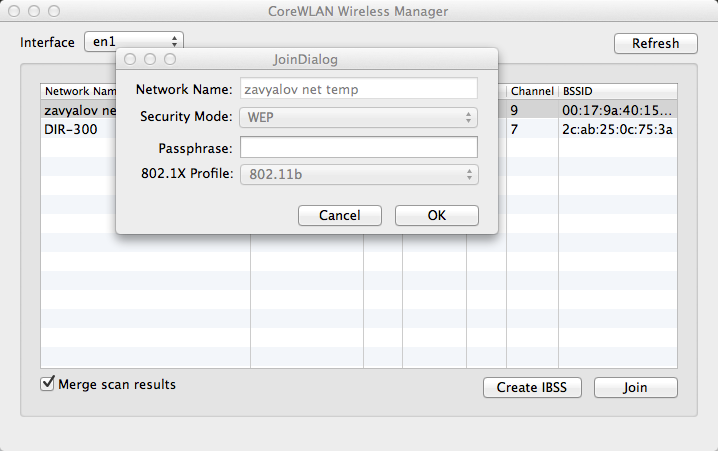 CoreWLAN Wireless Manager
Interface en1 Refresh
JoinDialog
Network Name: zavyalov net temp
Security Mode: WEP
Passphrase:
802.1X Profile: 802.11b
Cancel OK
Network Nam Channel BSSID
zavyalov ne 9 00:17:9a:40:15...
DIR-300 7 2c:ab:25:0c:75:3a
Merge scan results Create IBSS Join